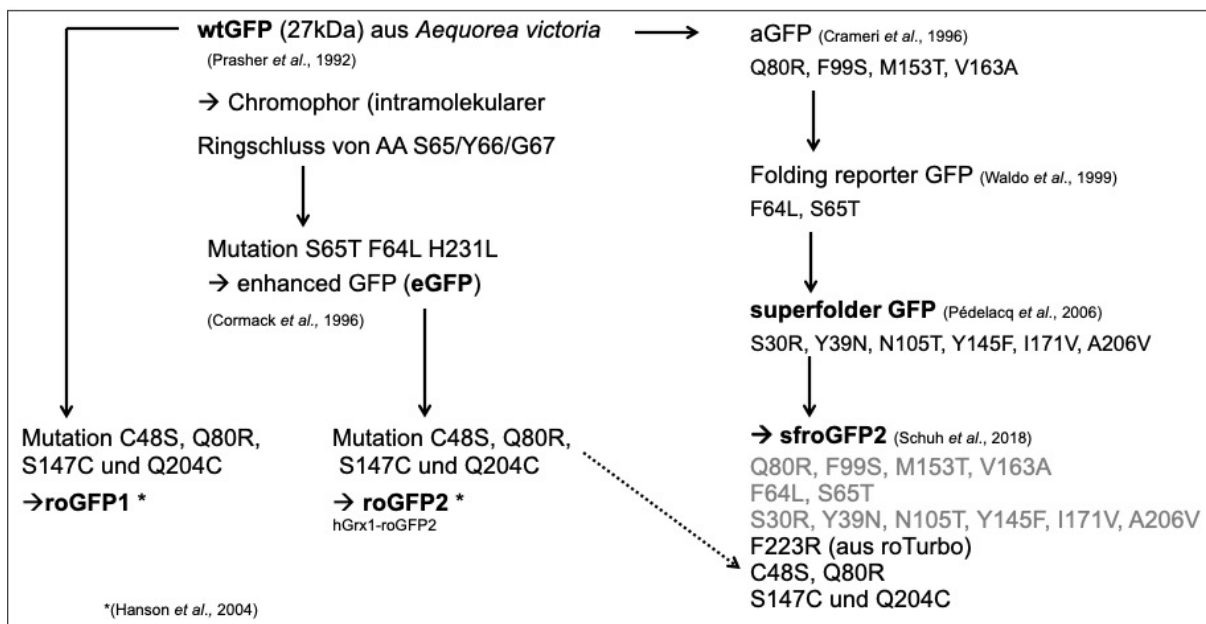 wtGFP (27kDa) aus Aequorea victoria
(Prasher et al., 1992)
→ Chromophor (intramolekularer
Ringschluss von AA S65/Y66/G67
Mutation S65T F64L H231L
→ enhanced GFP (eGFP)
(Cormack et al., 1996)
Mutation C48S, Q80R,
S147C und Q204C
→roGFP1 *
Mutation C48S, Q80R,
S147C und Q204C
→ roGFP2 *
hGrx1-roGFP2
*(Hanson et al., 2004)
aGFP (Crameri et al., 1996)
Q80R, F99S, M153T, V163A
Folding reporter GFP (Waldo et al., 1999)
F64L, S65T
superfolder GFP (Pédelacq et al., 2006)
S30R, Y39N, N105T, Y145F, I171V, A206V
→ sfroGFP2 (Schuh et al., 2018)
Q80R, F99S, M153T, V163A
F64L, S65T
S30R, Y39N, N105T, Y145F, I171V, A206V
F223R (aus roTurbo)
C48S, Q80R
S147C und Q204C